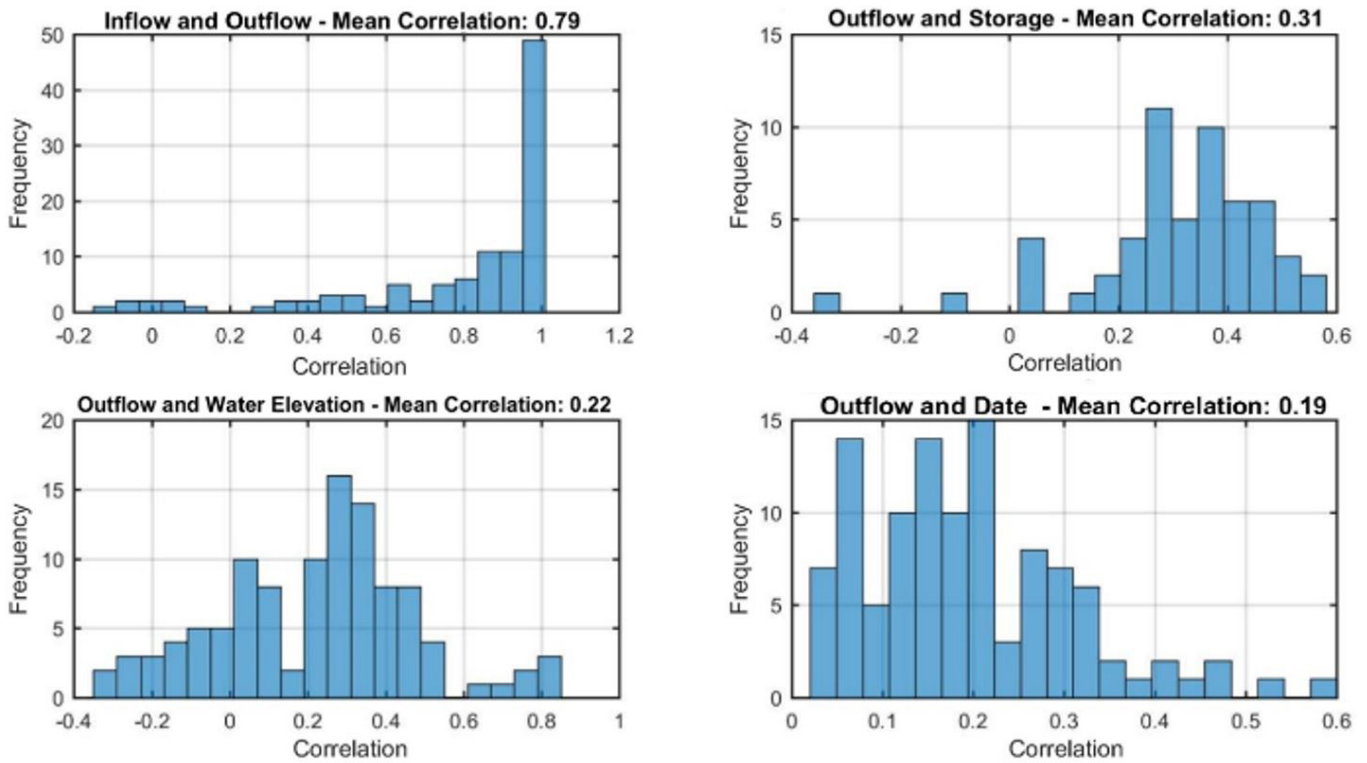 Inflow and Outflow - Mean Correlation: 0.79
50
40
30
20
10
0
Frequency
-0.2 0 0.2 0.4 0.6 0.8 1 1.2
Correlation
Outflow and Storage - Mean Correlation: 0.31
15
10
5
0
Frequency
-0.4 -0.2 0 0.2 0.4 0.6
Correlation
Outflow and Water Elevation - Mean Correlation: 0.22
20
15
10
5
0
Frequency
-0.4 -0.2 0 0.2 0.4 0.6 0.8 1
Correlation
Outflow and Date - Mean Correlation: 0.19
15
10
5
0
Frequency
0 0.1 0.2 0.3 0.4 0.5 0.6
Correlation